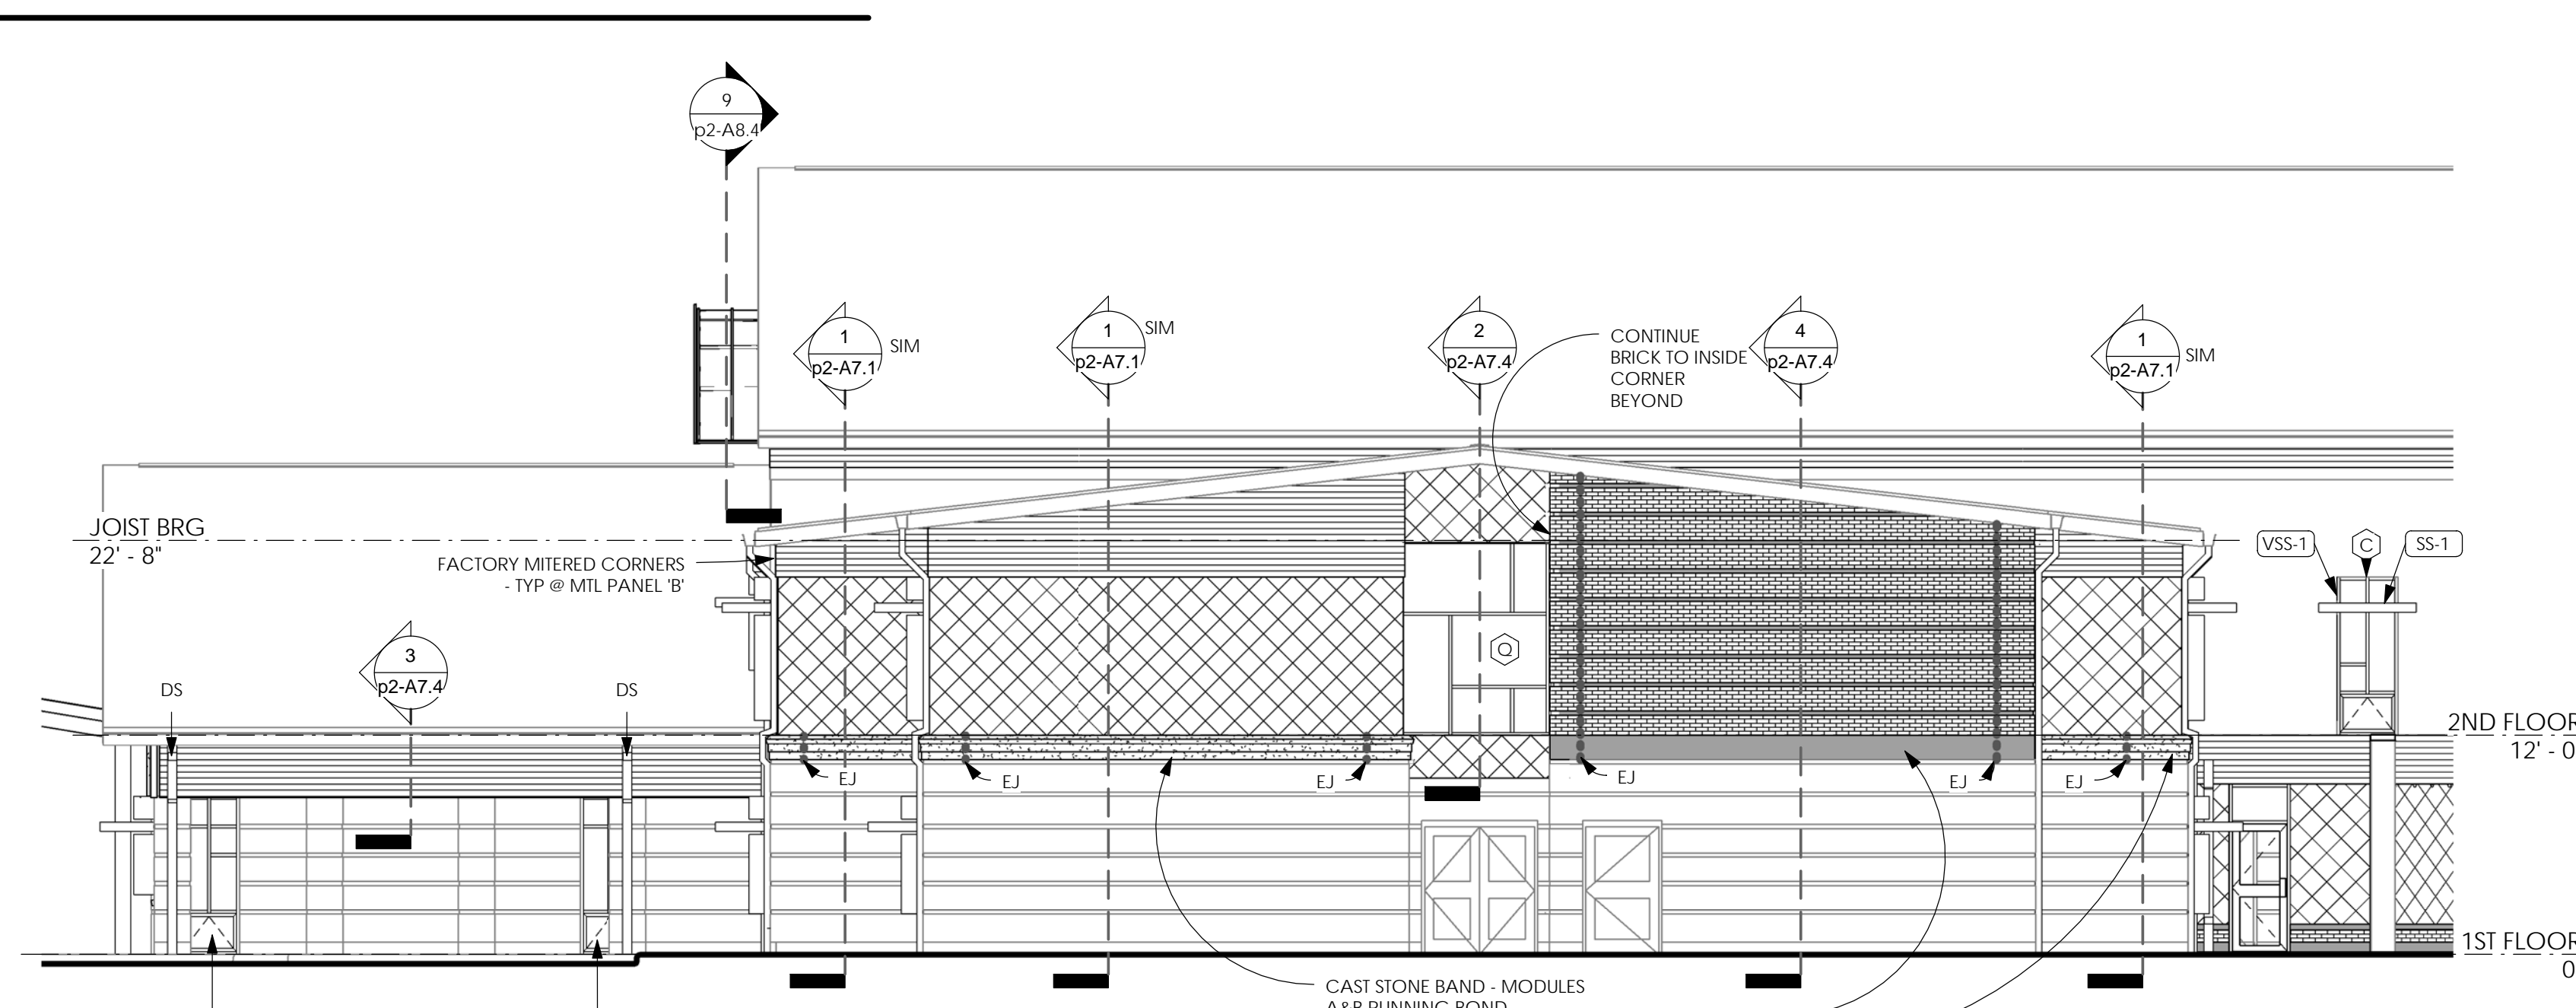 9
p2-A8.4
1
p2-A7.1
SIM
1
p2-A7.1
SIM
2
p2-A7.4
CONTINUE
BRICK TO INSIDE
CORNER
BEYOND
4
p2-A7.4
1
p2-A7.1
SIM
JOIST BRG
22' - 8"
FACTORY MITERED CORNERS
- TYP @ MTL PANEL 'B'
VSS-1
C
SS-1
3
p2-A7.4
Q
DS
DS
2ND FLOOR
12' - 0
EJ
EJ
EJ
EJ
EJ
EJ
1ST FLOOR
0
CAST STONE BAND - MODULES
A&B RUNNING BOND